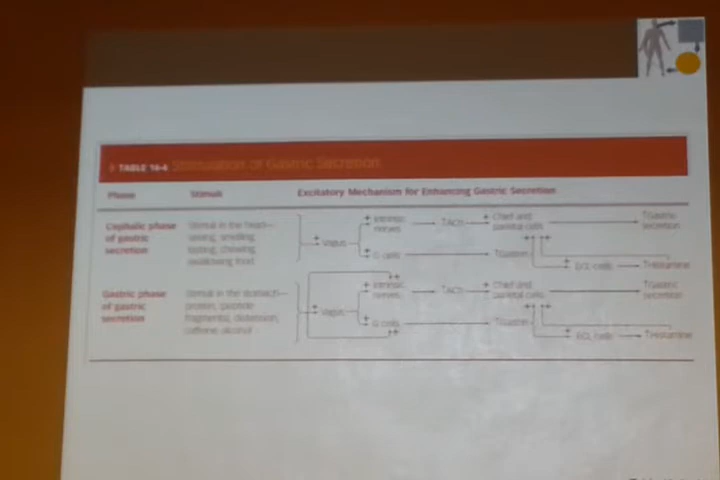 TABLE 16-4 Stimulation of Gastric Secretion
Phase Stimuli Excitatory Mechanism for Enhancing Gastric Secretion
Cephalic phase
of gastric
secretion
Stimuli in the head—
seeing, smelling,
tasting, chewing,
swallowing food
+ Vagus
+ Intrinsic
nerves
↑ACh
+ Chief and
parietal cells
↑Gastric
secretion
+ G cells
↑Gastrin
++ ++
+ ECL cells
↑Histamine
Gastric phase
of gastric
secretion
Stimuli in the stomach—
protein, peptide
fragments, distension,
caffeine, alcohol
+ Vagus
++
+ Intrinsic
nerves
↑ACh
+ Chief and
parietal cells
↑Gastric
secretion
+ G cells
++
↑Gastrin
++ ++
+ ECL cells
↑Histamine